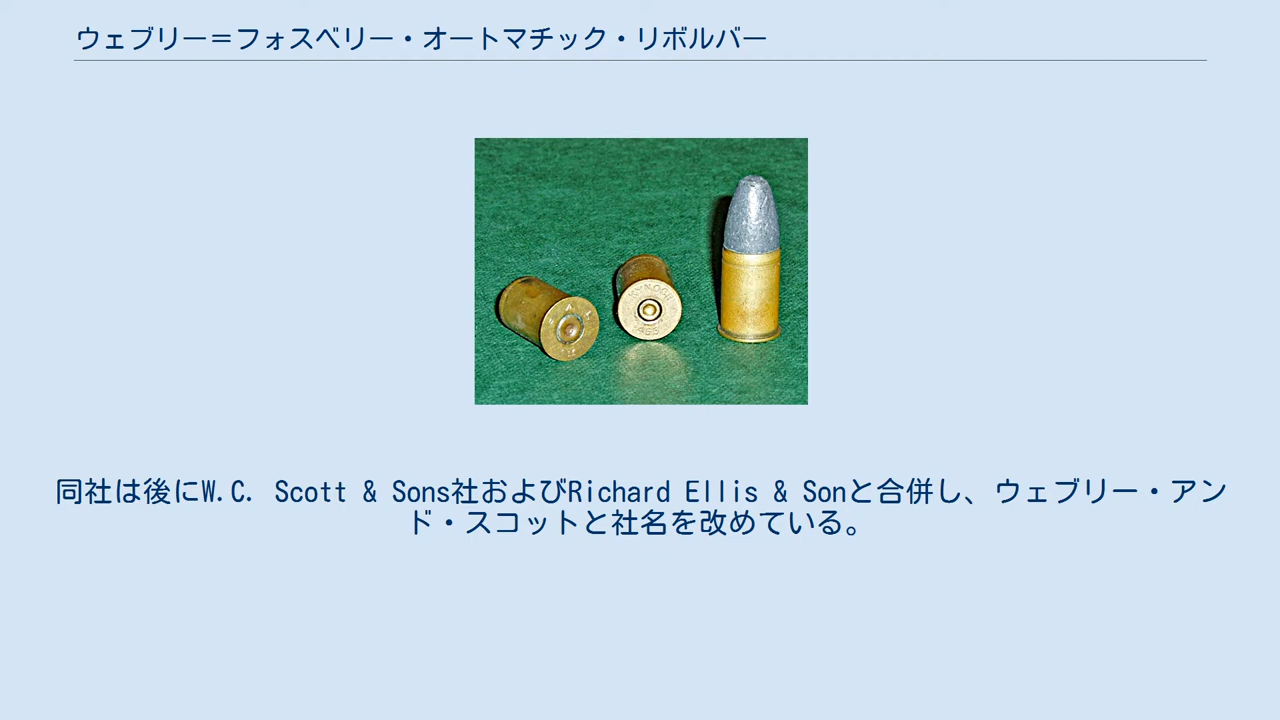 ウェブリー＝フォスベリー・オートマチック・リボルバー
KYNOCH
.455
同社は後にW.C. Scott & Sons社およびRichard Ellis & Sonと合併し、ウェブリー・アン
ド・スコットと社名を改めている。